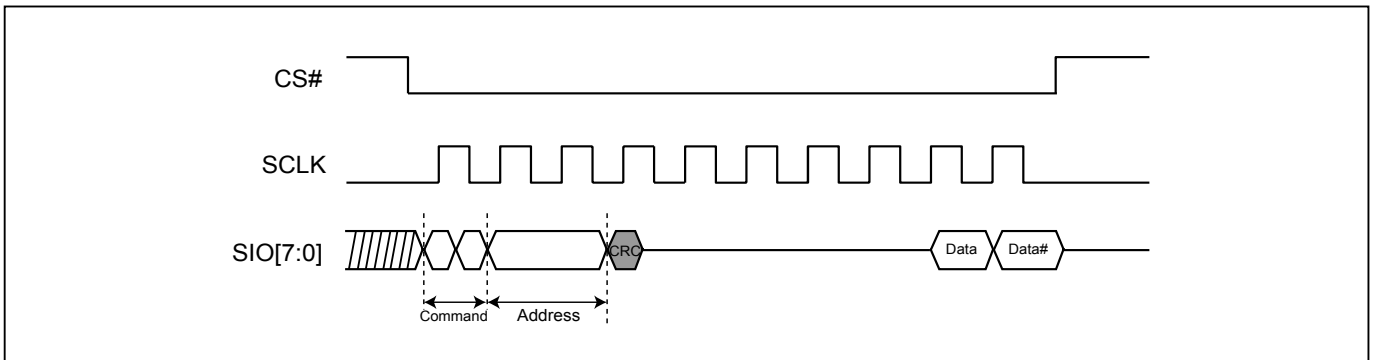 CS#
SCLK
SIO[7:0]
CRC
Data
Data#
Command
Address